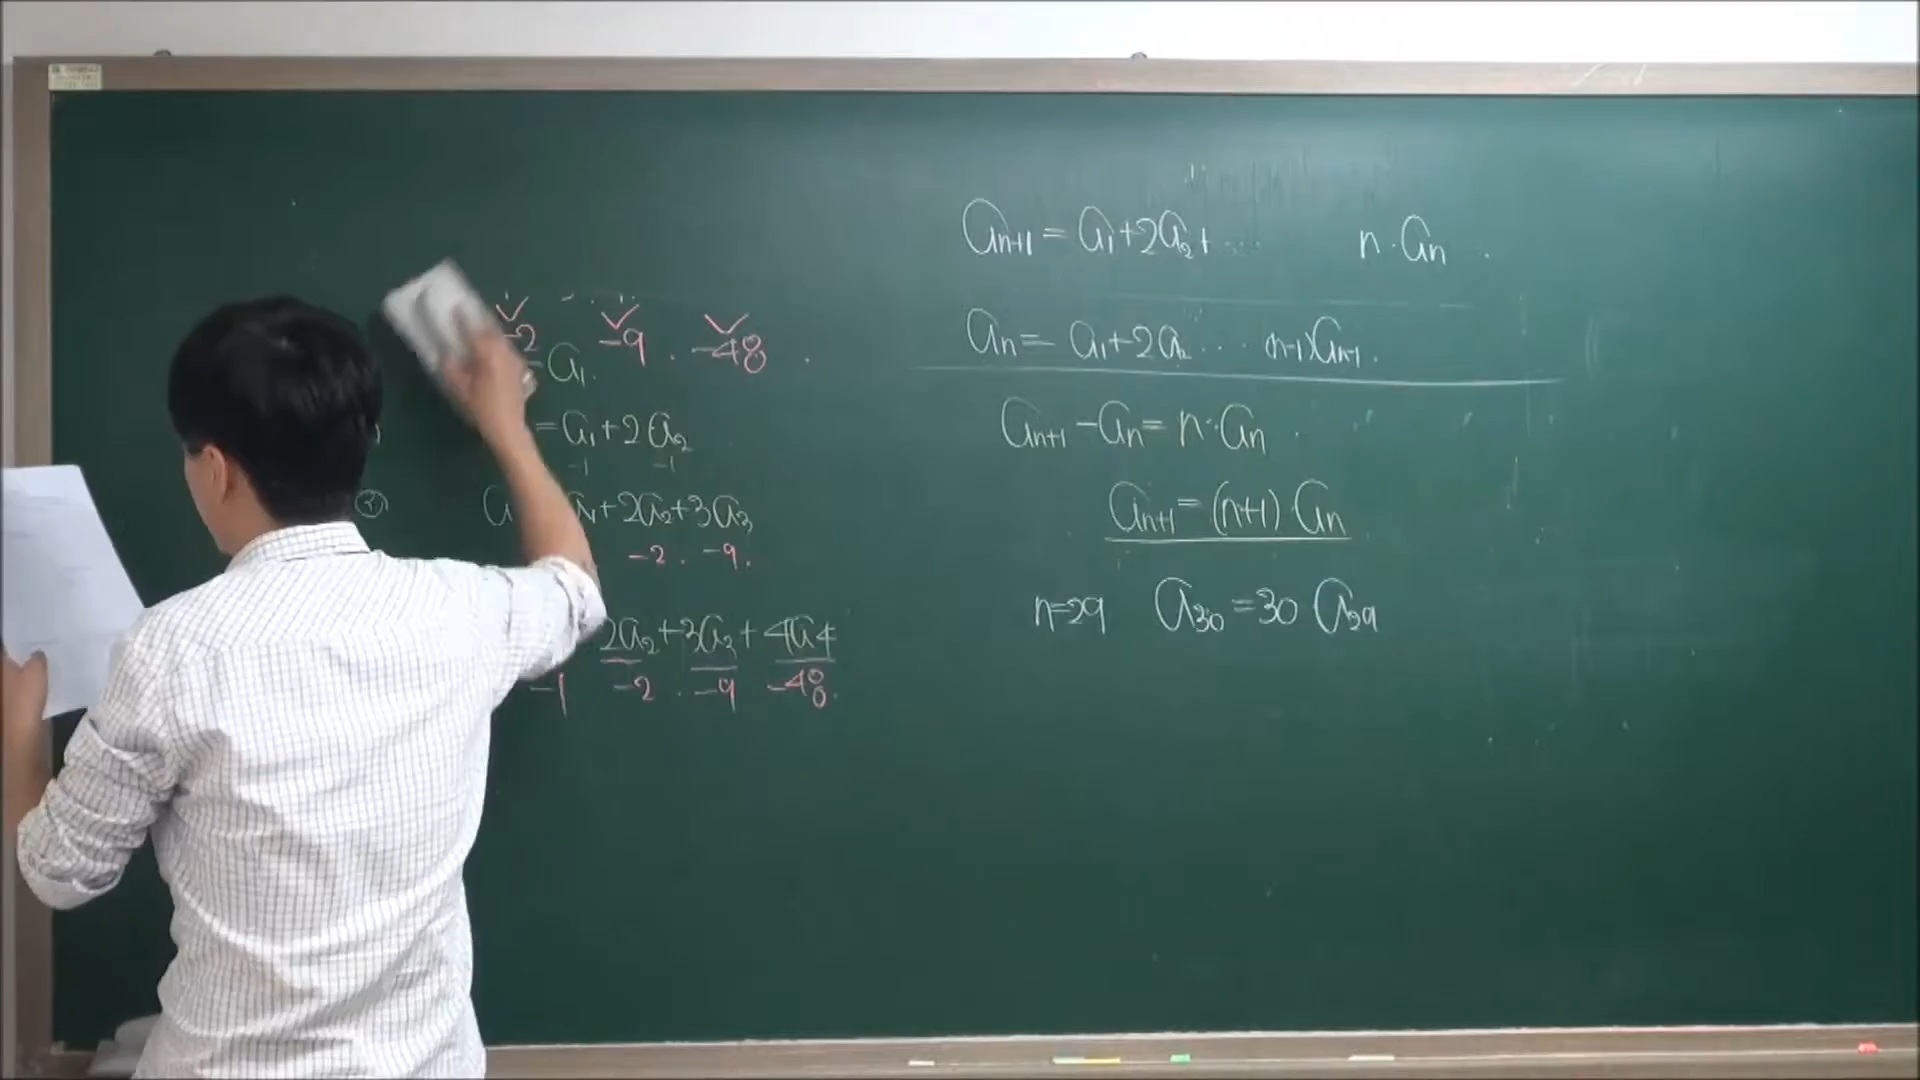 -2 -9 . -48 .
= a₁.
= a₁+2a₂
-1 -1
③ a a₁+2a₂+3a₃
-2 . -9 .
2a₂+3a₃+4a₄
-1 -2 . -9 -48 .
aₙ₊₁ = a₁+2a₂+ ... n · aₙ .
aₙ = a₁+2a₂ ... (n-1)aₙ₋₁ .
aₙ₊₁ - aₙ = n · aₙ .
aₙ₊₁ = (n+1) · aₙ
n=29 a₃₀ = 30 a₂₉